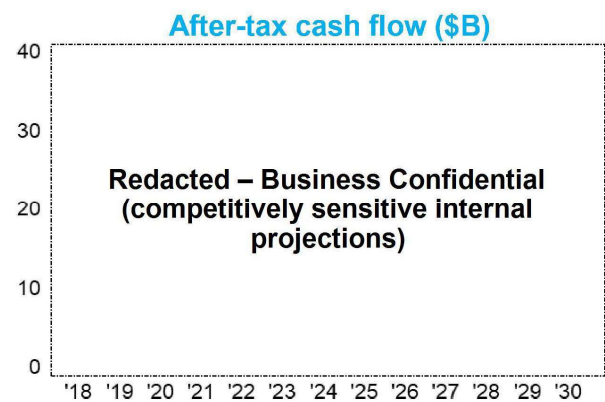 After-tax cash flow ($B)
40
30
Redacted – Business Confidential
(competitively sensitive internal
projections)
20
10
0
'18 '19 '20 '21 '22 '23 '24 '25 '26 '27 '28 '29 '30